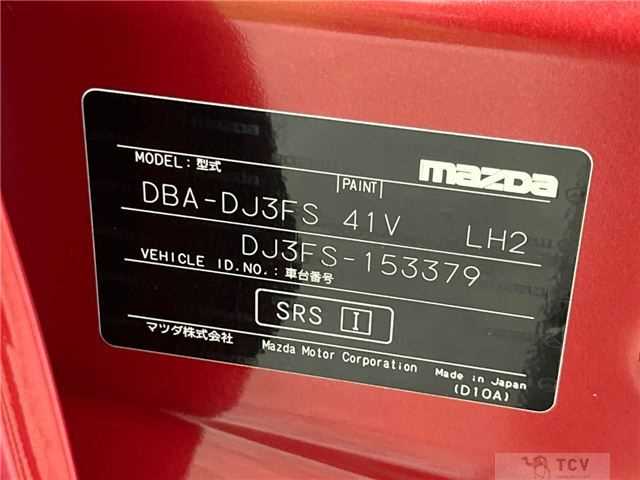 mazda
MODEL:型式
PAINT
DBA-DJ3FS 41V LH2
DJ3FS-153379
VEHICLE ID.NO.:車台番号
SRS I
マツダ株式会社 Mazda Motor Corporation Made in Japan
(D10A)
TCV